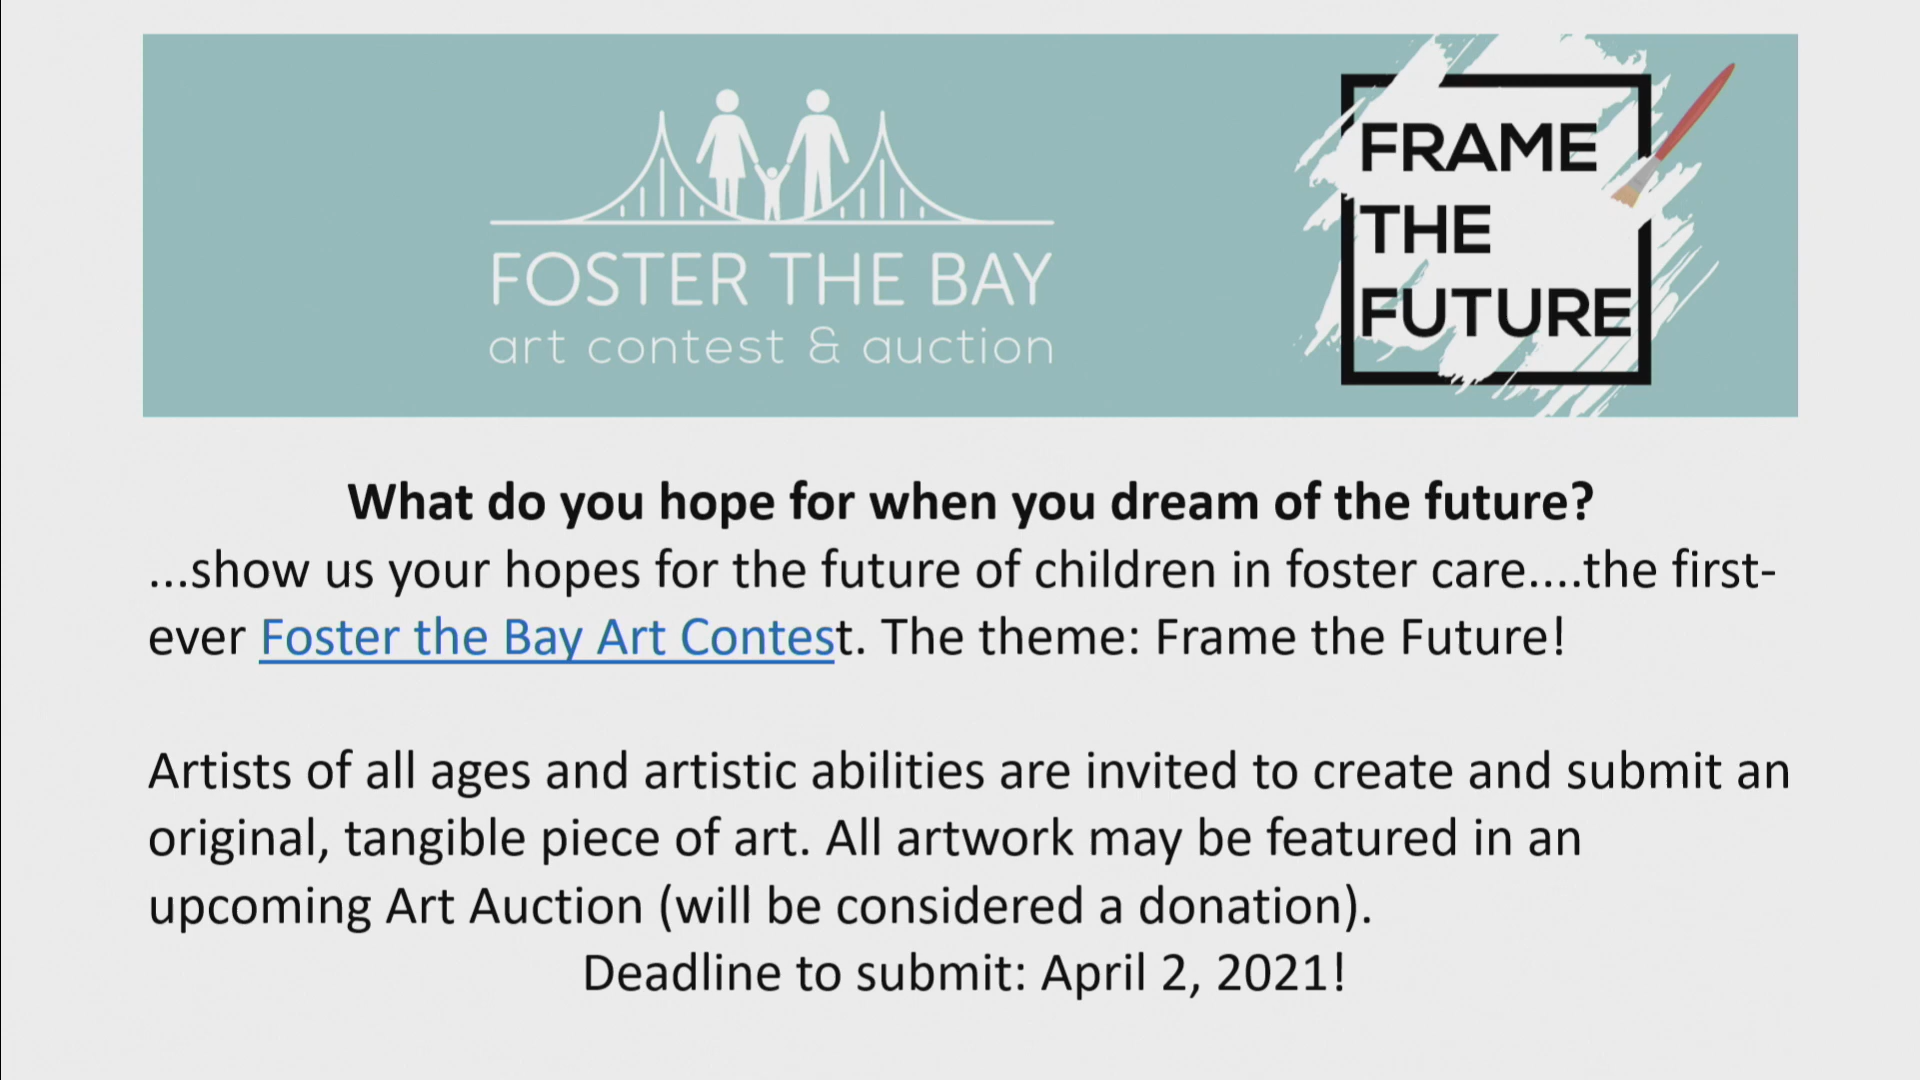 FOSTER THE BAY
art contest & auction
FRAME
THE
FUTURE
What do you hope for when you dream of the future?
...show us your hopes for the future of children in foster care....the first-
ever Foster the Bay Art Contest. The theme: Frame the Future!
Artists of all ages and artistic abilities are invited to create and submit an
original, tangible piece of art. All artwork may be featured in an
upcoming Art Auction (will be considered a donation).
Deadline to submit: April 2, 2021!